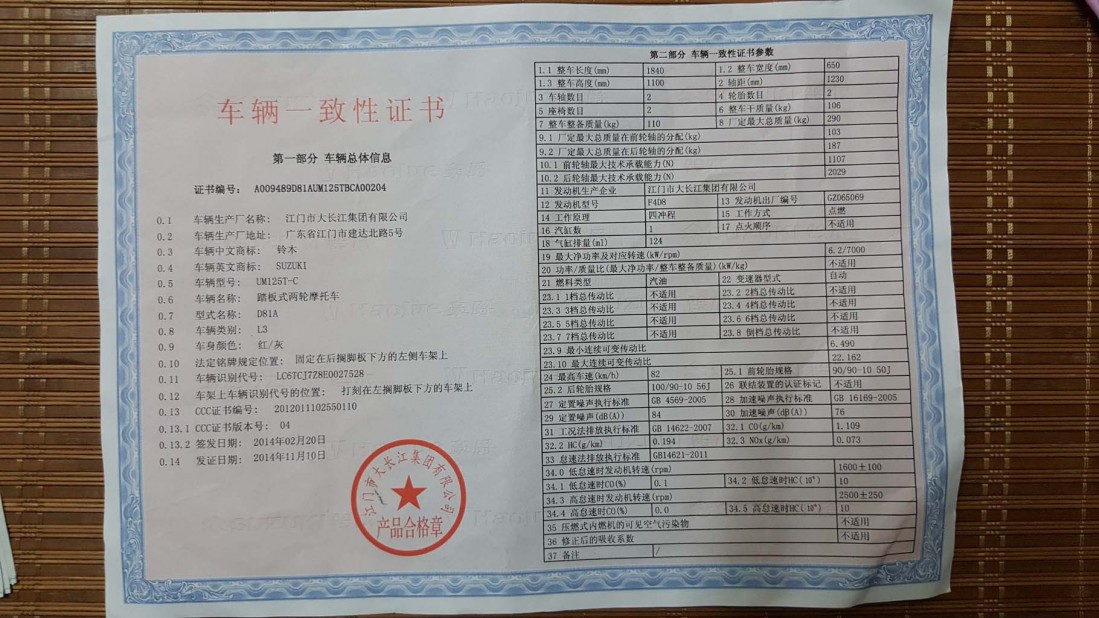 车辆一致性证书
第一部分 车辆总体信息
证书编号: A009489D81AUM125TBCA00204
0.1 车辆生产厂名称: 江门市大长江集团有限公司
0.2 车辆生产厂地址: 广东省江门市建达北路5号
0.3 车辆中文商标: 铃木
0.4 车辆英文商标: SUZUKI
0.5 车辆型号: UM125T-C
0.6 车辆名称: 踏板式两轮摩托车
0.7 型式名称: D81A
0.8 车辆类别: L3
0.9 车身颜色: 红/灰
0.10 法定铭牌规定位置: 固定在后搁脚板下方的左侧车架上
0.11 车辆识别代号: LC6TCJ7Z8E0027528
0.12 车架上车辆识别代号的位置: 打刻在左搁脚板下方的车架上
0.13 CCC证书编号: 2012011102550110
0.13.1 CCC证书版本号: 04
0.13.2 签发日期: 2014年02月20日
0.14 发证日期: 2014年11月10日
江门市大长江集团有限公司
产品合格章
第二部分 车辆一致性证书参数
1.1 整车长度(mm) 1840 1.2 整车宽度(mm) 650
1.3 整车高度(mm) 1100 2 轴距(mm) 1230
3 车轴数目 2 4 轮胎数目 2
5 座椅数目 2 6 整车干质量(kg) 106
7 整车整备质量(kg) 110 8 厂定最大总质量(kg) 290
9.1 厂定最大总质量在前轮轴的分配(kg) 103
9.2 厂定最大总质量在后轮轴的分配(kg) 187
10.1 前轮轴最大技术承载能力(N) 1107
10.2 后轮轴最大技术承载能力(N) 2029
11 发动机生产企业 江门市大长江集团有限公司
12 发动机型号 F4D8 13 发动机出厂编号 GZ065069
14 工作原理 四冲程 15 工作方式 点燃
16 汽缸数 1 17 点火顺序 不适用
18 气缸排量(ml) 124
19 最大净功率及对应转速(kW/rpm) 6.2/7000
20 功率/质量比(最大净功率/整车整备质量)(kW/kg) 不适用
21 燃料类型 汽油 22 变速器型式 自动
23.1 1档总传动比 不适用 23.2 2档总传动比 不适用
23.3 3档总传动比 不适用 23.4 4档总传动比 不适用
23.5 5档总传动比 不适用 23.6 6档总传动比 不适用
23.7 7档总传动比 不适用 23.8 倒档总传动比 不适用
23.9 最小连续可变传动比 6.490
23.10 最大连续可变传动比 22.162
24 最高车速(km/h) 82 25.1 前轮胎规格 90/90-10 50J
25.2 后轮胎规格 100/90-10 56J 26 联结装置的认证标记 不适用
27 定置噪声执行标准 GB 4569-2005 28 加速噪声执行标准 GB 16169-2005
29 定置噪声(dB(A)) 84 30 加速噪声(dB(A)) 76
31 工况法排放执行标准 GB 14622-2007 32.1 CO(g/km) 1.109
32.2 HC(g/km) 0.194 32.3 NOx(g/km) 0.073
33 怠速法排放执行标准 GB14621-2011
34.0 低怠速时发动机转速(rpm) 1600±100
34.1 低怠速时CO(%) 0.1 34.2 低怠速时HC(10⁻⁶) 10
34.3 高怠速时发动机转速(rpm) 2500±250
34.4 高怠速时CO(%) 0.0 34.5 高怠速时HC(10⁻⁶) 10
35 压燃式内燃机的可见空气污染物 不适用
36 修正后的吸收系数 不适用
37 备注 /